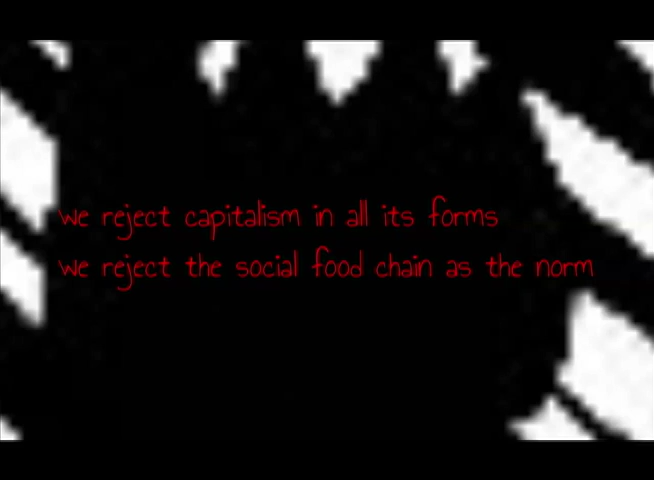 we reject capitalism in all its forms
we reject the social food chain as the norm